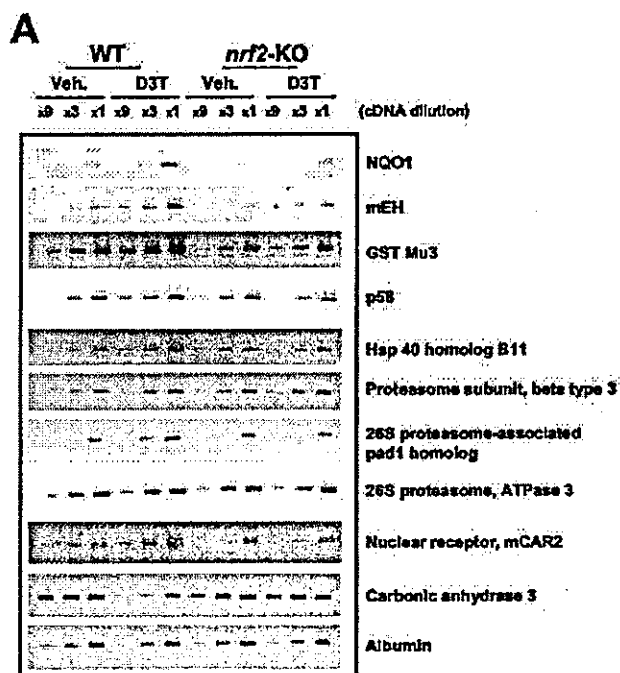 A
WT nrf2-KO
Veh. D3T Veh. D3T
x9 x3 x1 x9 x3 x1 x9 x3 x1 x9 x3 x1 (cDNA dilution)
NQO1
mEH
GST Mu3
p58
Hsp 40 homolog B11
Proteasome subunit, beta type 3
26S proteasome-associated
pad1 homolog
26S proteasome, ATPase 3
Nuclear receptor, mCAR2
Carbonic anhydrase 3
Albumin